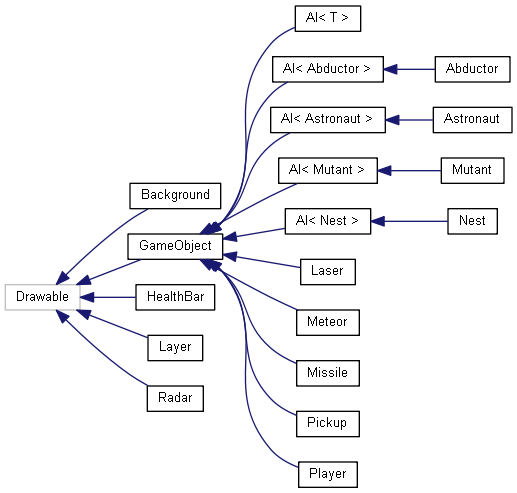 AI< T >
AI< Abductor >
Abductor
AI< Astronaut >
Astronaut
AI< Mutant >
Mutant
Background
AI< Nest >
Nest
GameObject
Laser
Drawable
HealthBar
Meteor
Layer
Missile
Radar
Pickup
Player